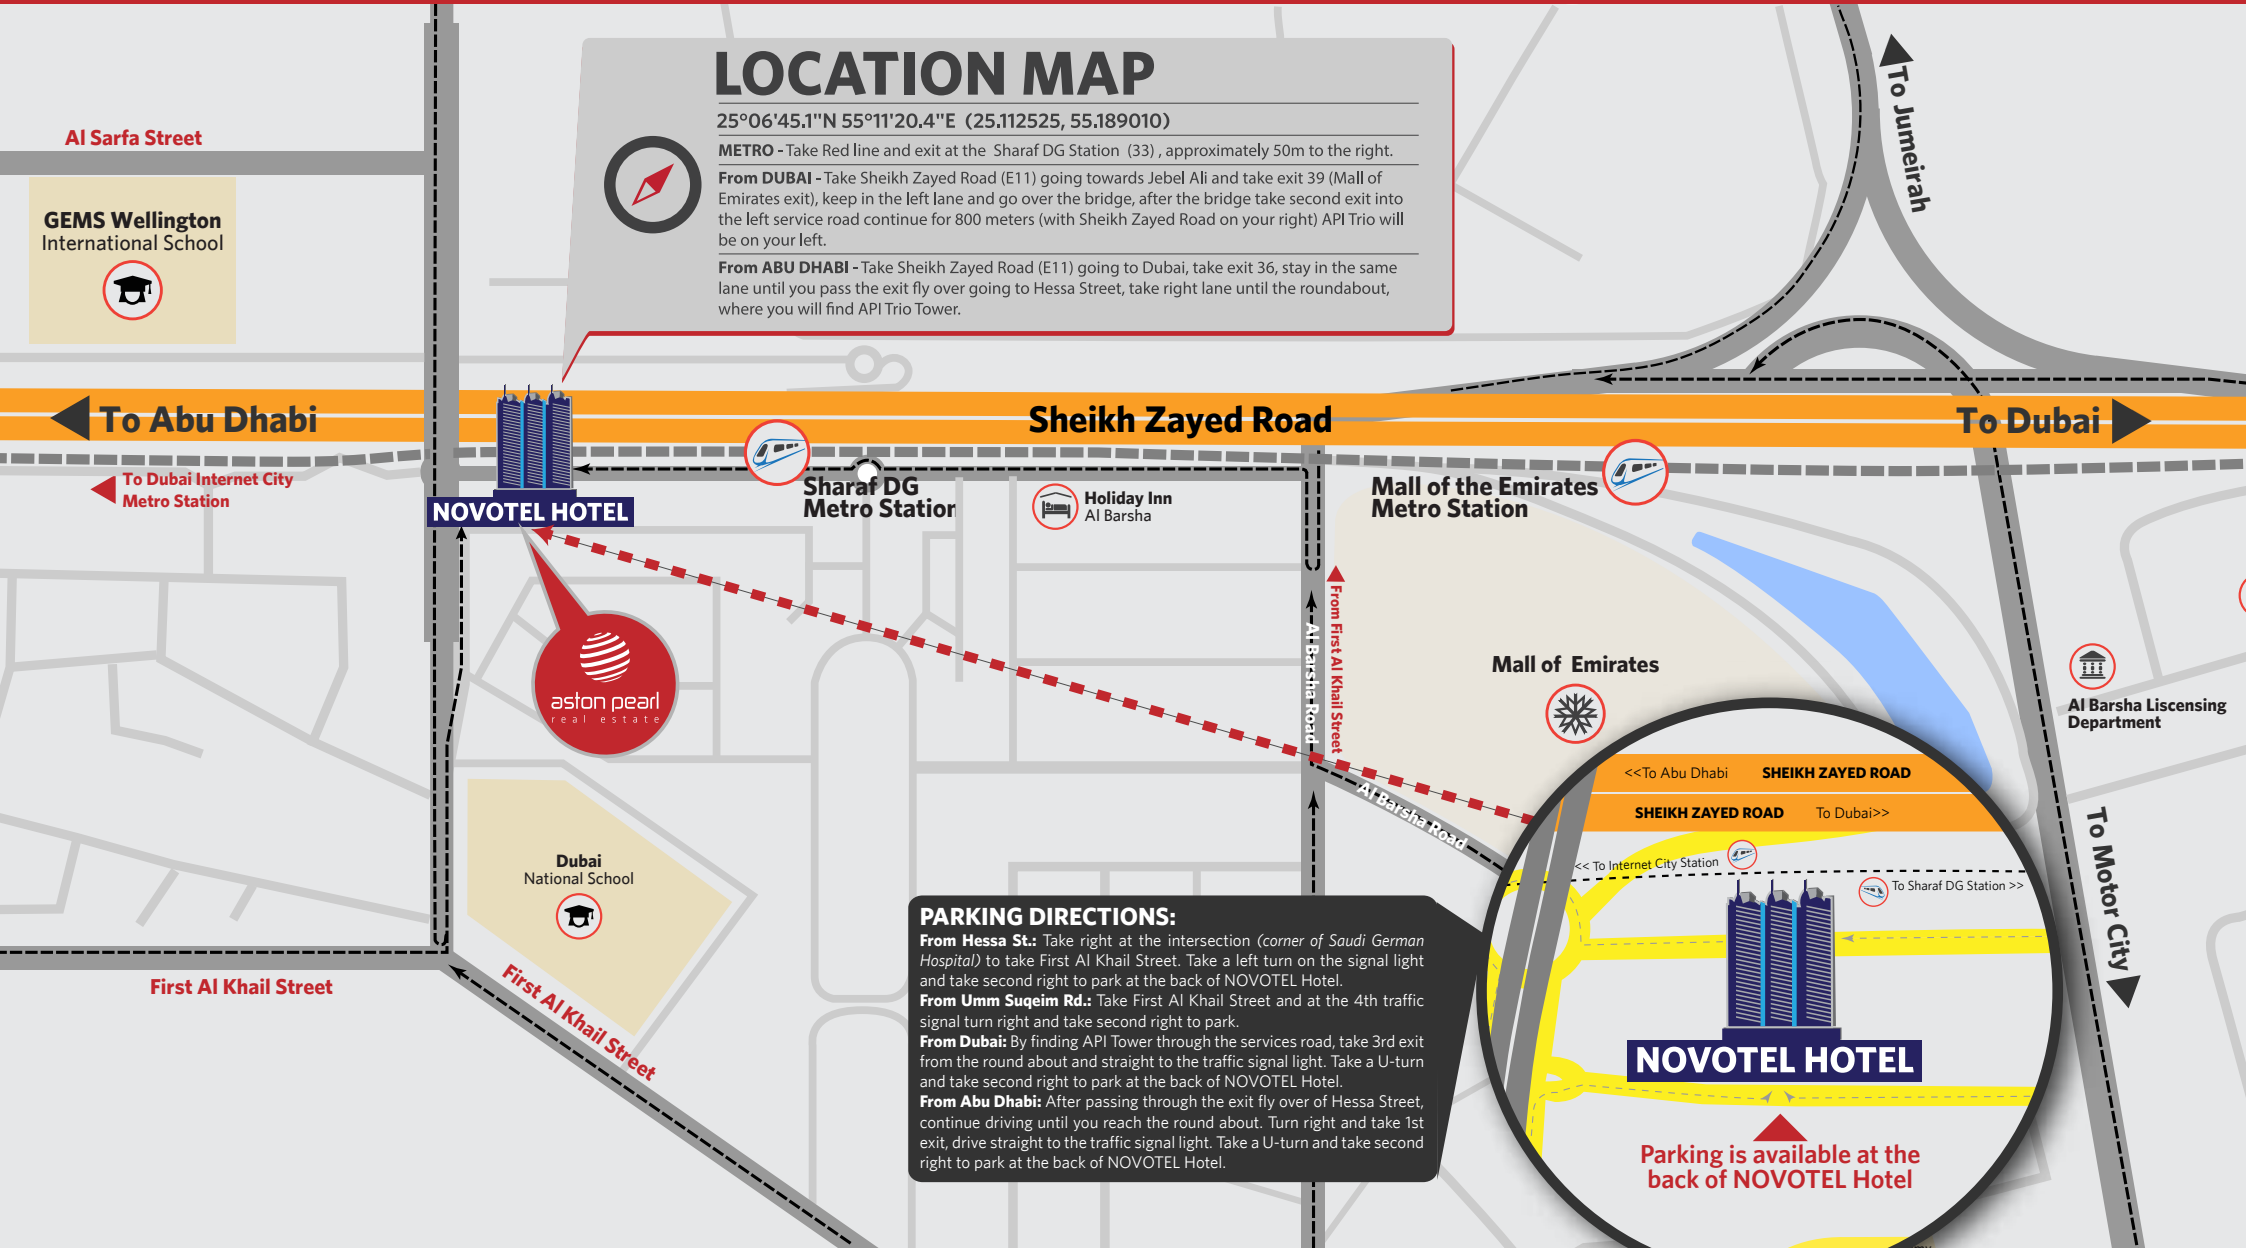 LOCATION MAP
25°06'45.1"N 55°11'20.4"E (25.112525, 55.189010)
METRO - Take Red line and exit at the Sharaf DG Station (33) , approximately 50m to the right.
From DUBAI - Take Sheikh Zayed Road (E11) going towards Jebel Ali and take exit 39 (Mall of
Emirates exit), keep in the left lane and go over the bridge, after the bridge take second exit into
the left service road continue for 800 meters (with Sheikh Zayed Road on your right) API Trio will
be on your left.
From ABU DHABI - Take Sheikh Zayed Road (E11) going to Dubai, take exit 36, stay in the same
lane until you pass the exit fly over going to Hessa Street, take right lane until the roundabout,
where you will find API Trio Tower.
To Jumeirah
Al Sarfa Street
GEMS Wellington
International School
To Abu Dhabi
Sheikh Zayed Road
To Dubai
To Dubai Internet City
Metro Station
NOVOTEL HOTEL
Sharaf DG
Metro Station
Holiday Inn
Al Barsha
Mall of the Emirates
Metro Station
Al Barsha Road
From First Al Khail Street
Mall of Emirates
aston pearl
real estate
Al Barsha Liscensing
Department
Al Barsha Road
To Motor City
Dubai
National School
First Al Khail Street
First Al Khail Street
PARKING DIRECTIONS:
From Hessa St.: Take right at the intersection (corner of Saudi German
Hospital) to take First Al Khail Street. Take a left turn on the signal light
and take second right to park at the back of NOVOTEL Hotel.
From Umm Suqeim Rd.: Take First Al Khail Street and at the 4th traffic
signal turn right and take second right to park.
From Dubai: By finding API Tower through the services road, take 3rd exit
from the round about and straight to the traffic signal light. Take a U-turn
and take second right to park at the back of NOVOTEL Hotel.
From Abu Dhabi: After passing through the exit fly over of Hessa Street,
continue driving until you reach the round about. Turn right and take 1st
exit, drive straight to the traffic signal light. Take a U-turn and take second
right to park at the back of NOVOTEL Hotel.
<<To Abu Dhabi SHEIKH ZAYED ROAD
SHEIKH ZAYED ROAD To Dubai>>
<< To Internet City Station
To Sharaf DG Station >>
NOVOTEL HOTEL
Parking is available at the
back of NOVOTEL Hotel